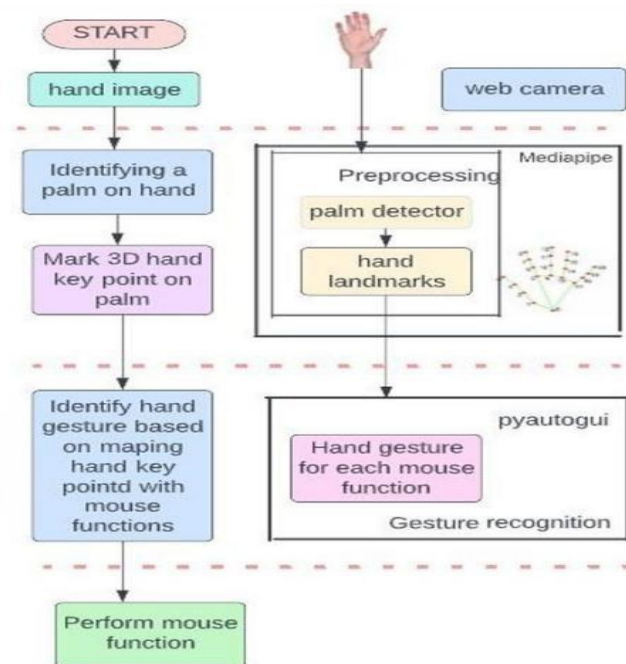 START
hand image
web camera
Identifying a
palm on hand
Mediapipe
Preprocessing
palm detector
hand
landmarks
Mark 3D hand
key point on
palm
Identify hand
gesture based
on maping
hand key
pointd with
mouse
functions
pyautogui
Hand gesture
for each mouse
function
Gesture recognition
Perform mouse
function